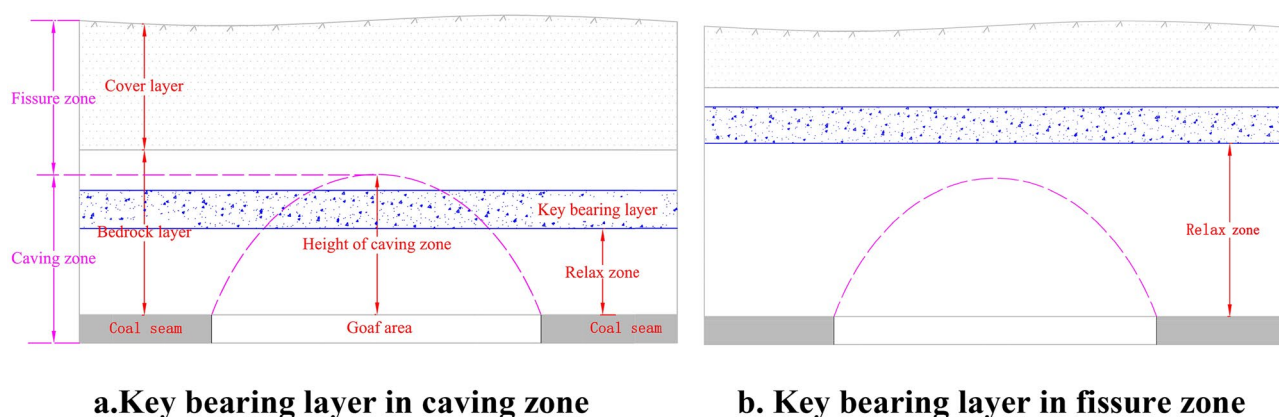 Cover layer
Fissure zone
Key bearing layer
Bedrock layer
Height of caving zone
Caving zone
Relax zone
Coal seam
Goaf area
Coal seam
Relax zone
a.Key bearing layer in caving zone
b. Key bearing layer in fissure zone